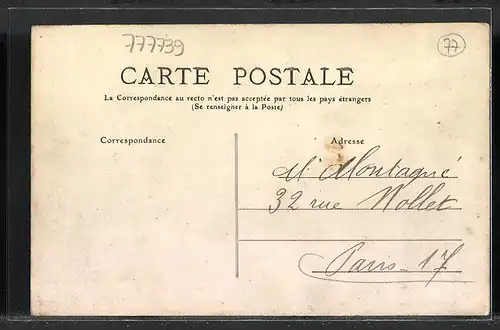 777739
77
CARTE POSTALE
La Correspondance au recto n'est pas acceptée par tous les pays étrangers
(Se renseigner à la Poste)
Correspondance
Adresse
Mr Montagné
32 rue Nollet
Paris - 17